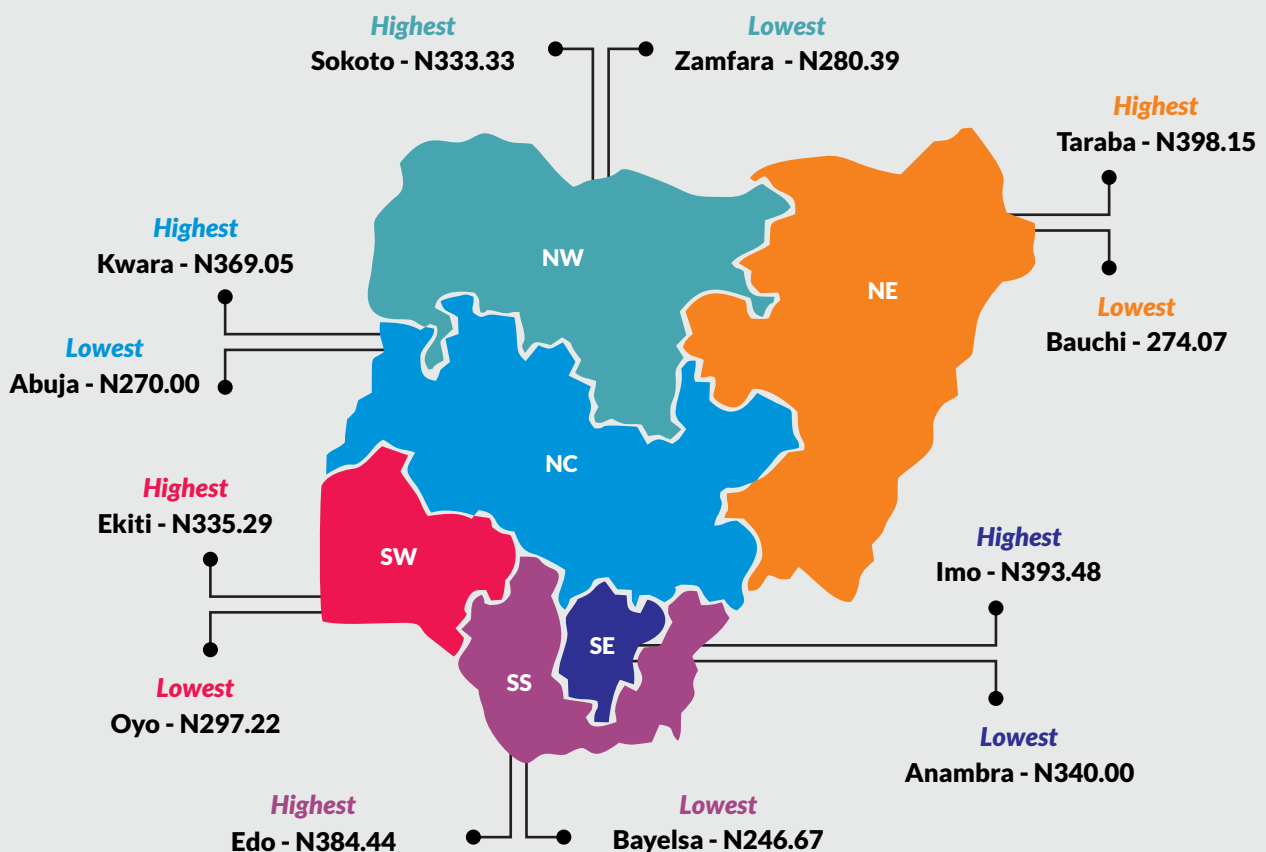 Highest
Sokoto - N333.33
Lowest
Zamfara - N280.39
Highest
Taraba - N398.15
Lowest
Bauchi - 274.07
Highest
Kwara - N369.05
Lowest
Abuja - N270.00
NW
NE
NC
Highest
Ekiti - N335.29
Lowest
Oyo - N297.22
SW
SS
SE
Highest
Imo - N393.48
Lowest
Anambra - N340.00
Highest
Edo - N384.44
Lowest
Bayelsa - N246.67